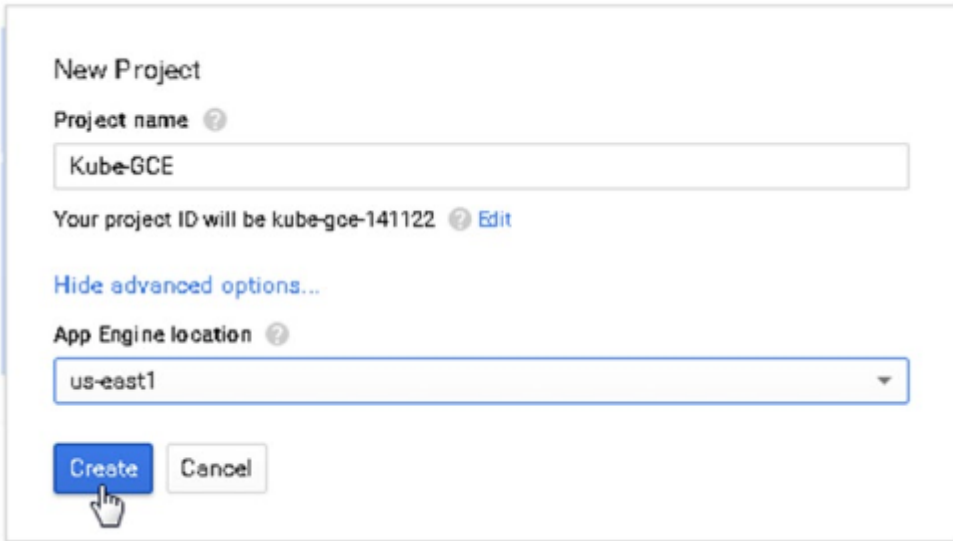 New Project
Project name ?
Kube-GCE
Your project ID will be kube-gce-141122 ? Edit
Hide advanced options...
App Engine location ?
us-east1
Create Cancel